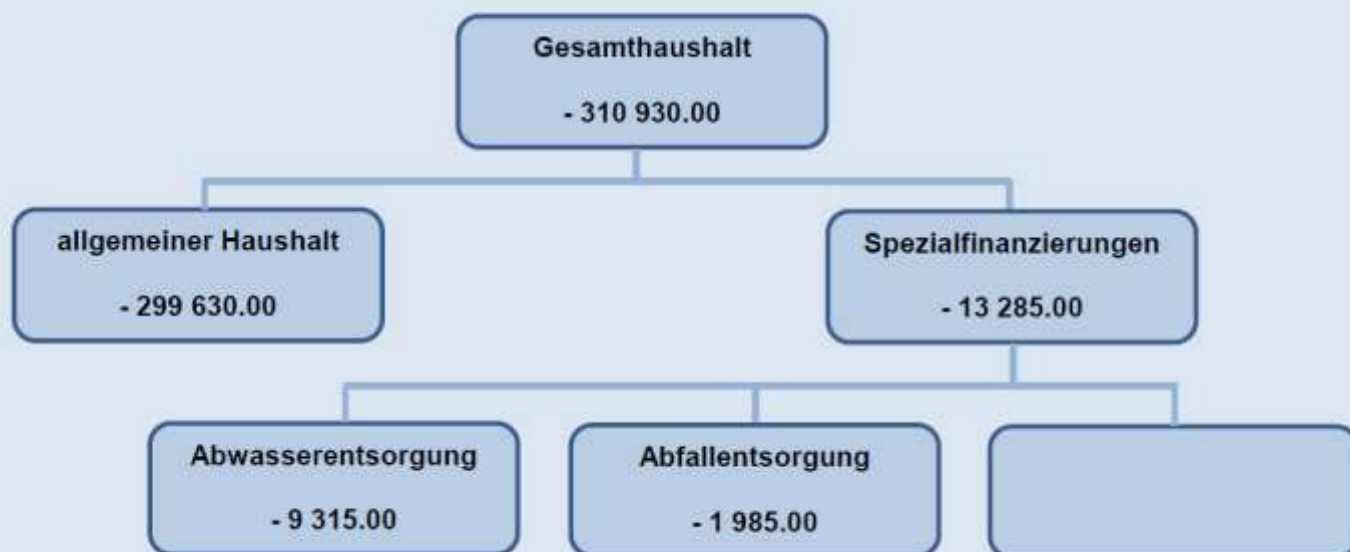 Gesamthaushalt
- 310 930.00
allgemeiner Haushalt
- 299 630.00
Spezialfinanzierungen
- 13 285.00
Abwasserentsorgung
- 9 315.00
Abfallentsorgung
- 1 985.00